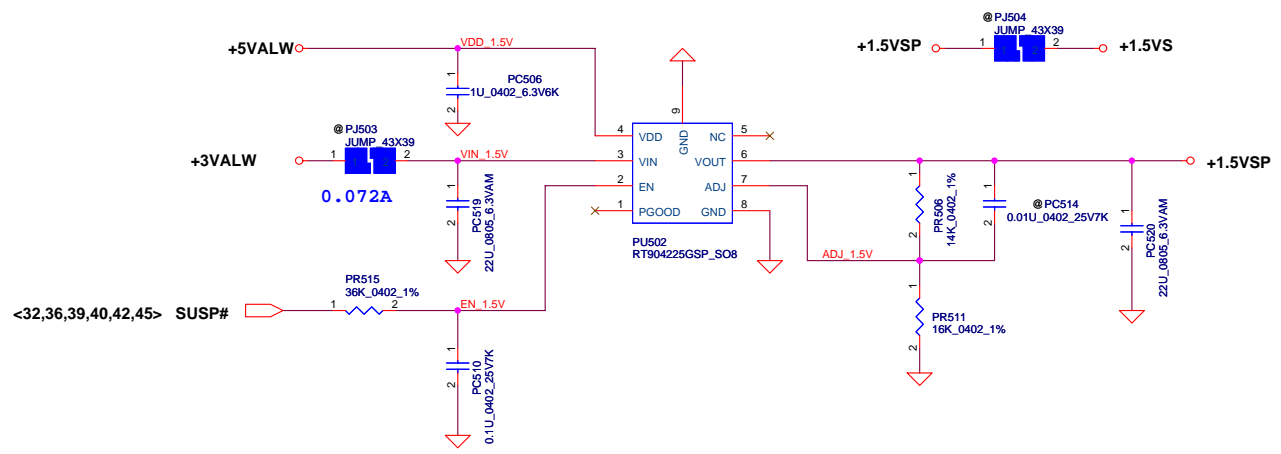 @ PJ504
JUMP_43X39
+1.5VSP 1 1 2 2 +1.5VS
+5VALW VDD_1.5V
1
PC506
1U_0402_6.3V6K
2
@ PJ503
JUMP_43X39
+3VALW 1 1 2 2 VIN_1.5V
0.072A
1
PC519
22U_0805_6.3VAM
2
9
GND
4 VDD NC 5
3 VIN VOUT 6
2 EN ADJ 7
1 PGOOD GND 8
PU502
RT904225GSP_SO8
+1.5VSP
1
PR506
14K_0402_1%
2
1
@PC514
0.01U_0402_25V7K
2
1
PC520
22U_0805_6.3VAM
2
ADJ_1.5V
1
PR511
16K_0402_1%
2
PR515
36K_0402_1%
<32,36,39,40,42,45> SUSP# 1 2 EN_1.5V
1
PC510
0.1U_0402_25V7K
2